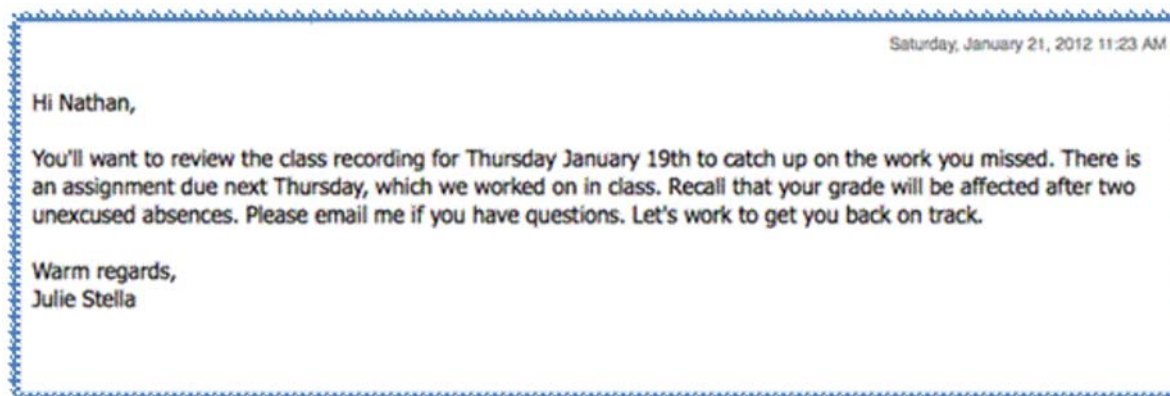 Saturday, January 21, 2012 11:23 AM
Hi Nathan,
You'll want to review the class recording for Thursday January 19th to catch up on the work you missed. There is
an assignment due next Thursday, which we worked on in class. Recall that your grade will be affected after two
unexcused absences. Please email me if you have questions. Let's work to get you back on track.
Warm regards,
Julie Stella